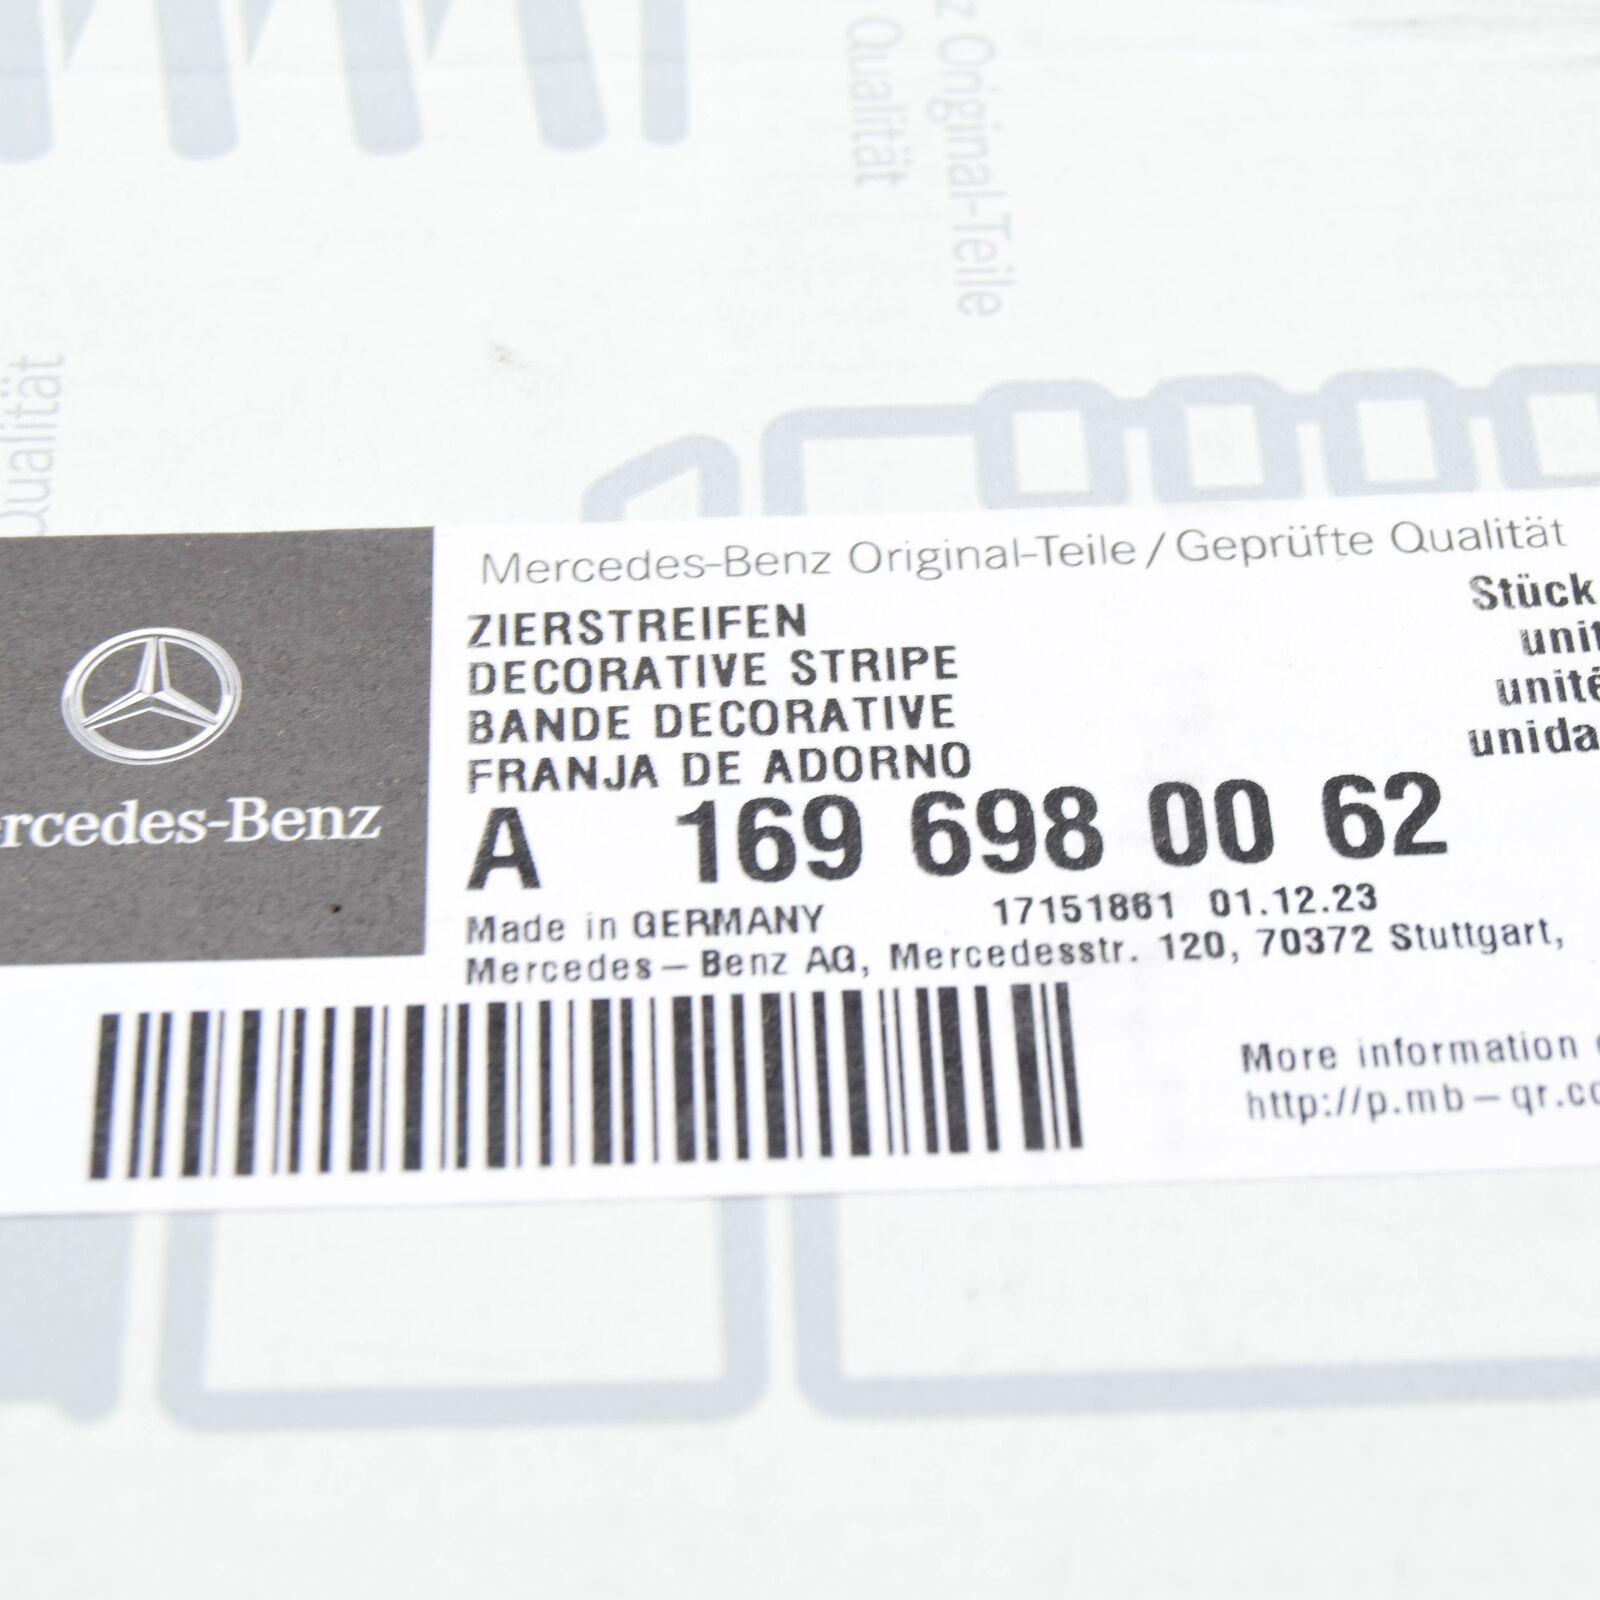 Qualität
z Original-Teile
Qualität
Mercedes-Benz Original-Teile / Geprüfte Qualität
ZIERSTREIFEN
DECORATIVE STRIPE
BANDE DECORATIVE
FRANJA DE ADORNO
Stück
unit
unité
unida
rcedes-Benz
A 169 698 00 62
Made in GERMANY 17151861 01.12.23
Mercedes-Benz AG, Mercedesstr. 120, 70372 Stuttgart,
More information
http://p.mb-qr.co